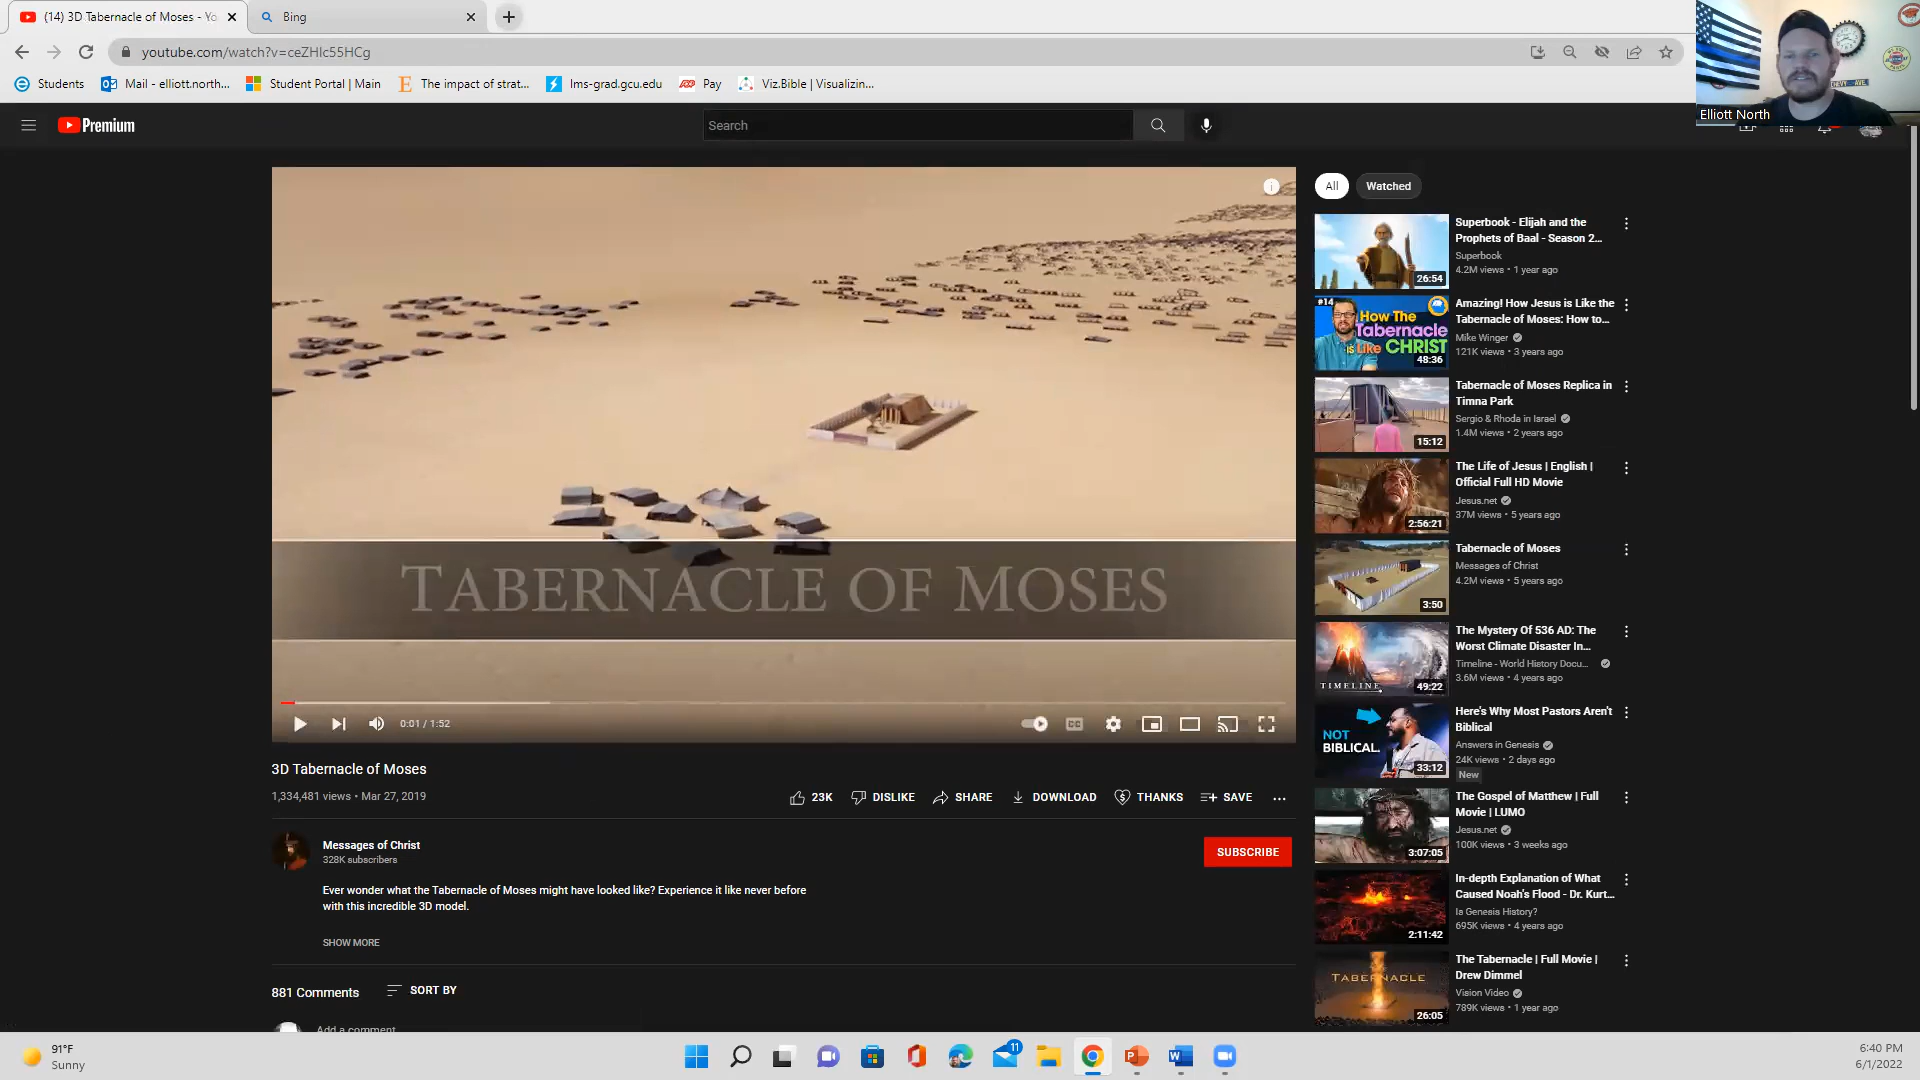 (14) 3D Tabernacle of Moses - Yo
Bing
youtube.com/watch?v=ceZHIc55HCg
Students
Mail - elliott.north...
Student Portal | Main
The impact of strat...
lms-grad.gcu.edu
Pay
Viz.Bible | Visualizin...
Elliott North
Premium
Search
TABERNACLE OF MOSES
0:01 / 1:52
3D Tabernacle of Moses
1,334,481 views • Mar 27, 2019
23K
DISLIKE
SHARE
DOWNLOAD
THANKS
SAVE
Messages of Christ
328K subscribers
SUBSCRIBE
Ever wonder what the Tabernacle of Moses might have looked like? Experience it like never before
with this incredible 3D model.
SHOW MORE
881 Comments
SORT BY
Add a comment
All
Watched
26:54
Superbook - Elijah and the
Prophets of Baal - Season 2...
Superbook
4.2M views • 1 year ago
#14
How The
Tabernacle
is Like CHRIST
48:36
Amazing! How Jesus is Like the
Tabernacle of Moses: How to...
Mike Winger
121K views • 3 years ago
15:12
Tabernacle of Moses Replica in
Timna Park
Sergio & Rhoda in Israel
1.4M views • 2 years ago
2:56:21
The Life of Jesus | English |
Official Full HD Movie
Jesus.net
37M views • 5 years ago
3:50
Tabernacle of Moses
Messages of Christ
4.2M views • 5 years ago
TIMELINE
49:22
The Mystery Of 536 AD: The
Worst Climate Disaster In...
Timeline - World History Docu...
3.6M views • 4 years ago
NOT
BIBLICAL.
33:12
Here's Why Most Pastors Aren't
Biblical
Answers in Genesis
24K views • 2 days ago
New
3:07:05
The Gospel of Matthew | Full
Movie | LUMO
Jesus.net
100K views • 3 weeks ago
2:11:42
In-depth Explanation of What
Caused Noah's Flood - Dr. Kurt...
Is Genesis History?
695K views • 4 years ago
TABERNACLE
26:05
The Tabernacle | Full Movie |
Drew Dimmel
Vision Video
789K views • 1 year ago
91°F
Sunny
11
6:40 PM
6/1/2022